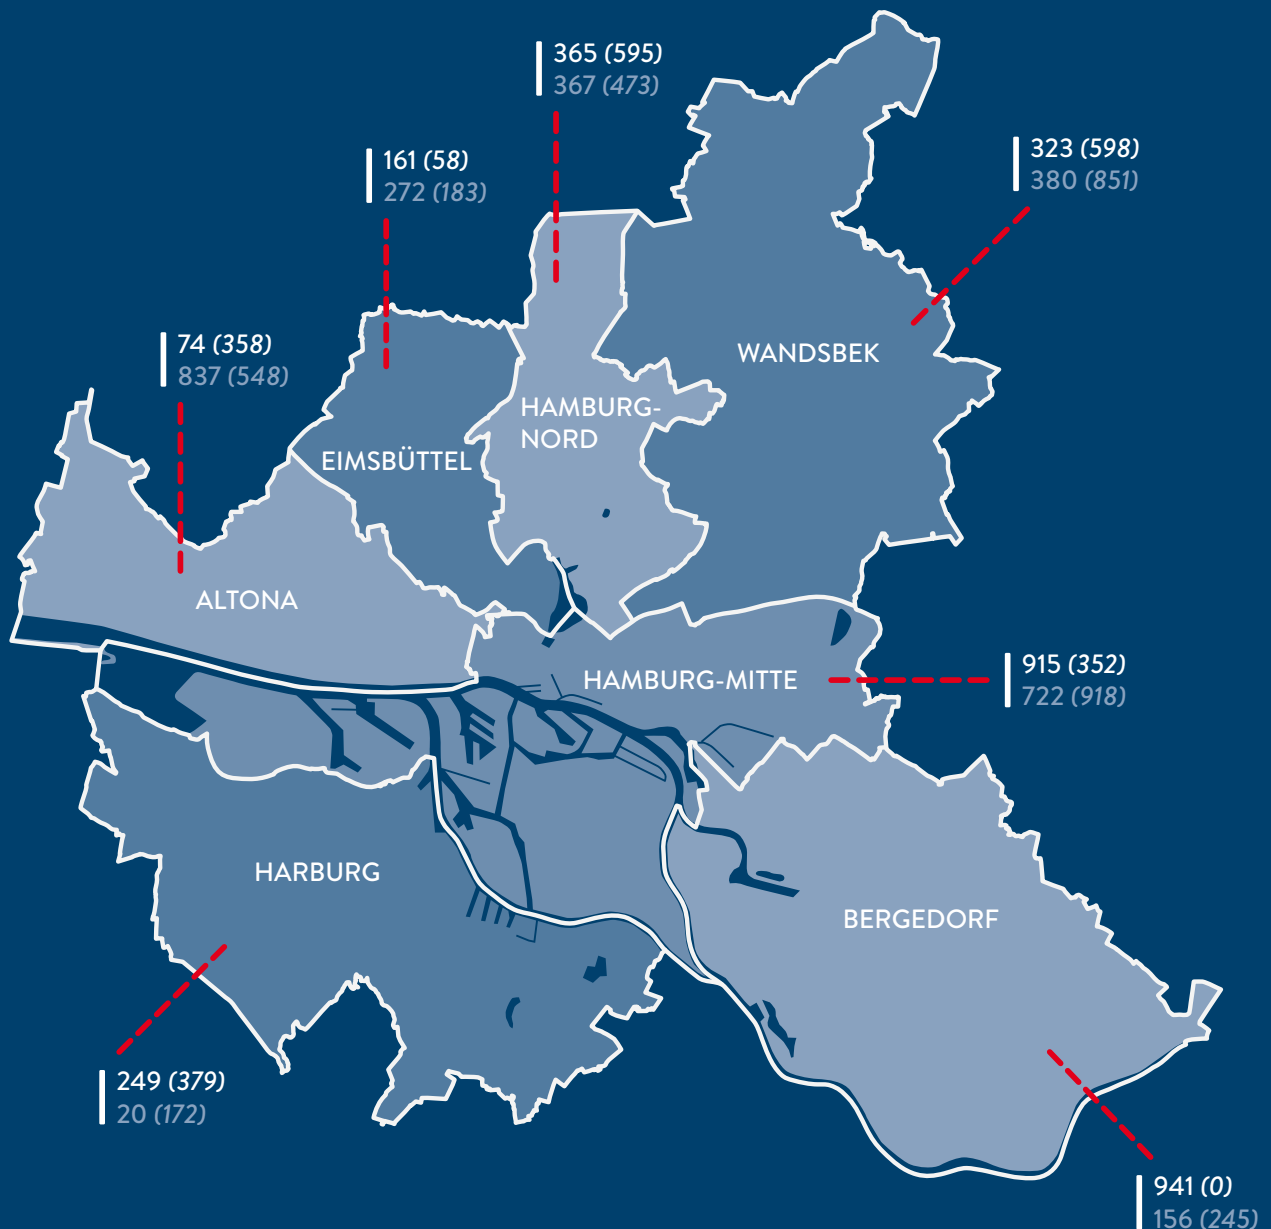 365 (595)
367 (473)
323 (598)
380 (851)
161 (58)
272 (183)
74 (358)
837 (548)
WANDSBEK
HAMBURG-
NORD
EIMSBÜTTEL
ALTONA
HAMBURG-MITTE
915 (352)
722 (918)
HARBURG
BERGEDORF
249 (379)
20 (172)
941 (0)
156 (245)